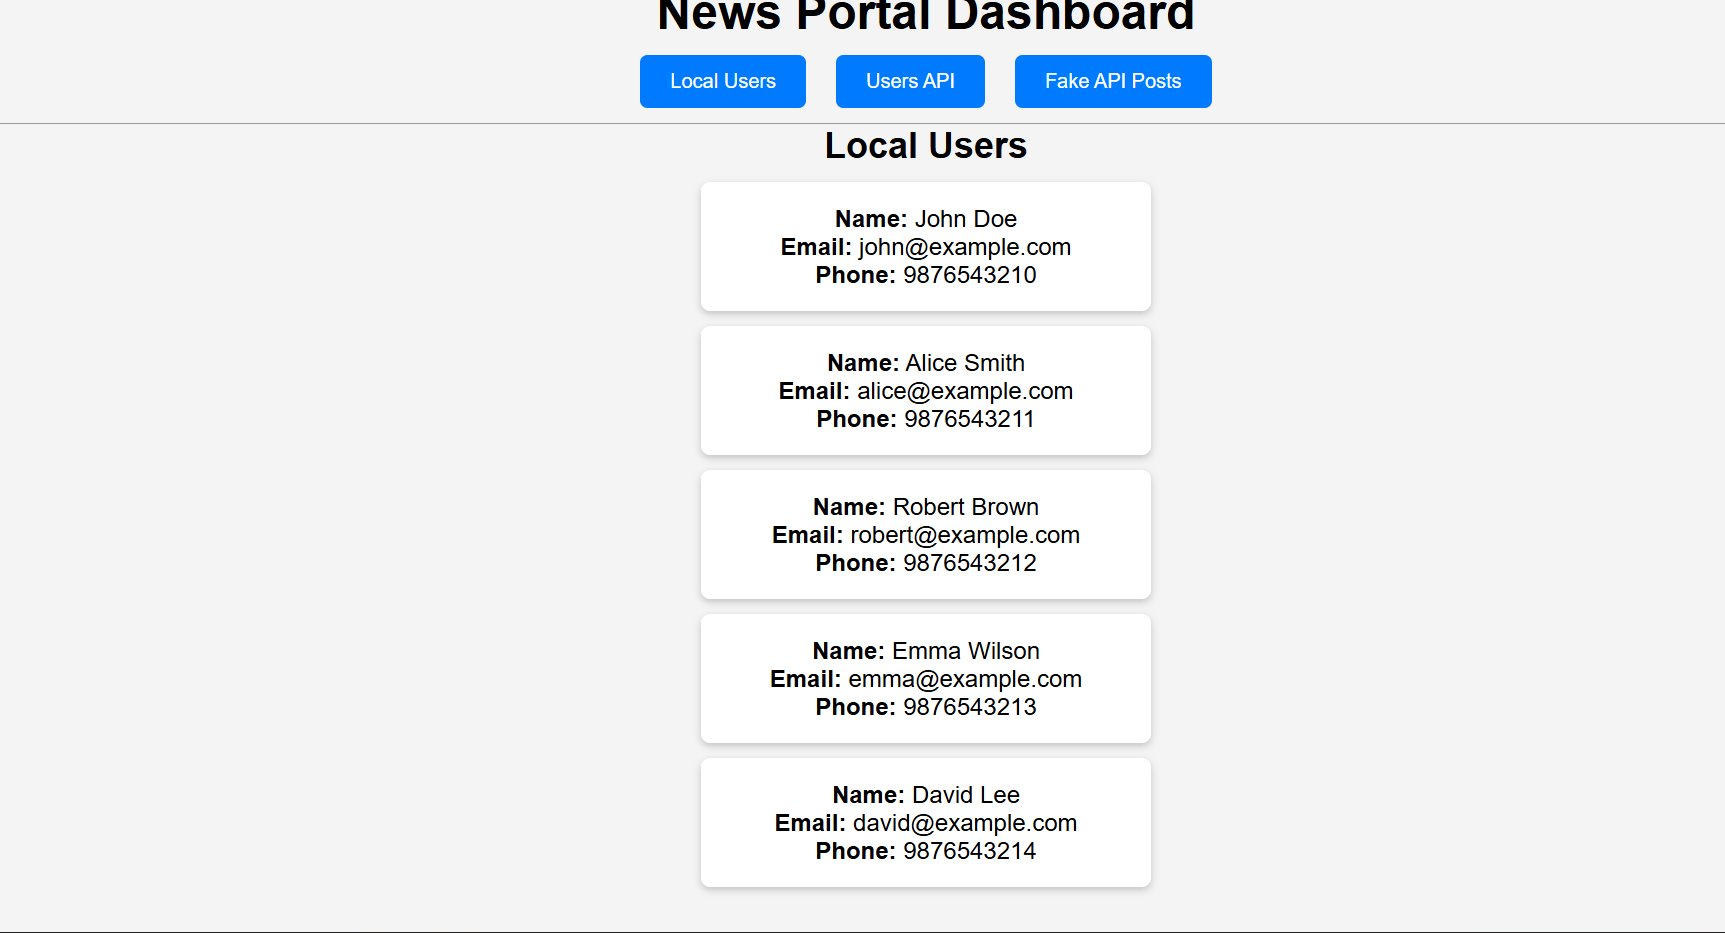 News Portal Dashboard
Local Users
Users API
Fake API Posts
Local Users
Name: John Doe
Email: john@example.com
Phone: 9876543210
Name: Alice Smith
Email: alice@example.com
Phone: 9876543211
Name: Robert Brown
Email: robert@example.com
Phone: 9876543212
Name: Emma Wilson
Email: emma@example.com
Phone: 9876543213
Name: David Lee
Email: david@example.com
Phone: 9876543214